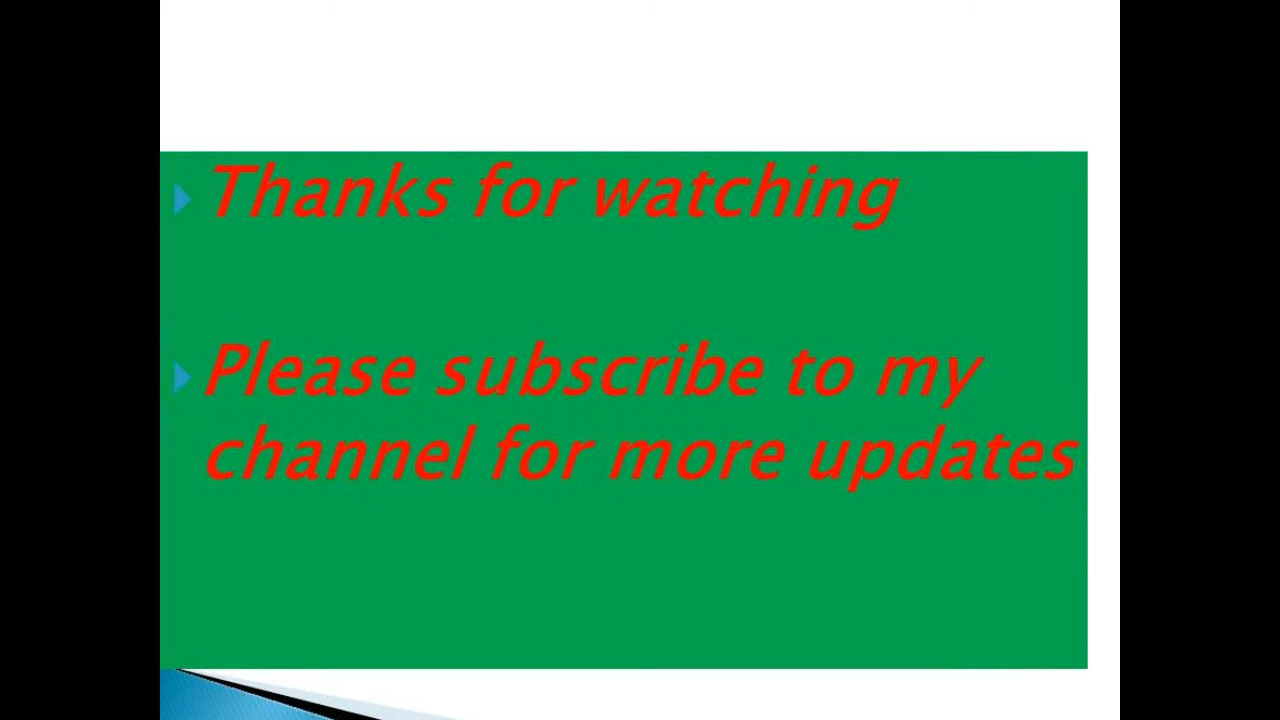 Thanks for watching
Please subscribe to my
channel for more updates